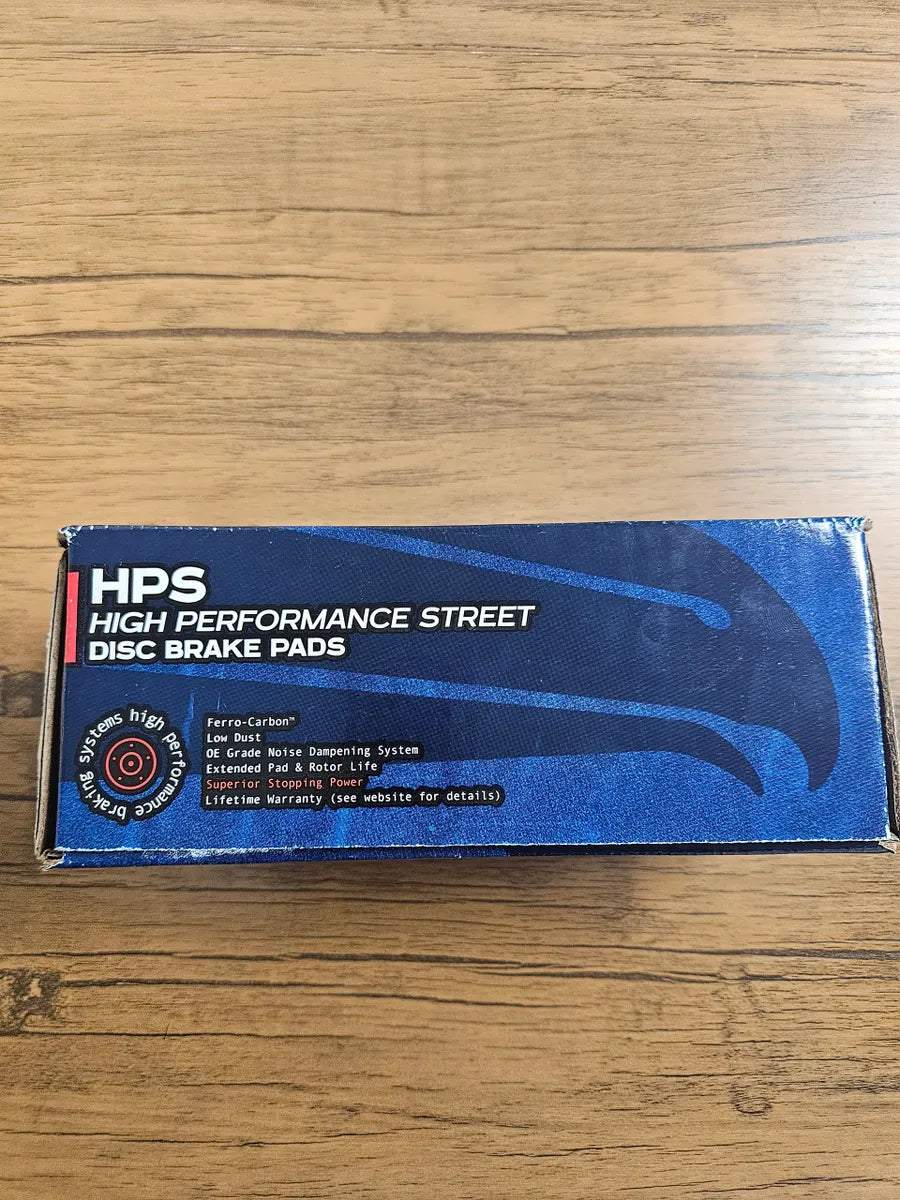 HPS
HIGH PERFORMANCE STREET
DISC BRAKE PADS
systems high performance braking
Ferro-Carbon™
Low Dust
OE Grade Noise Dampening System
Extended Pad & Rotor Life
Superior Stopping Power
Lifetime Warranty (see website for details)